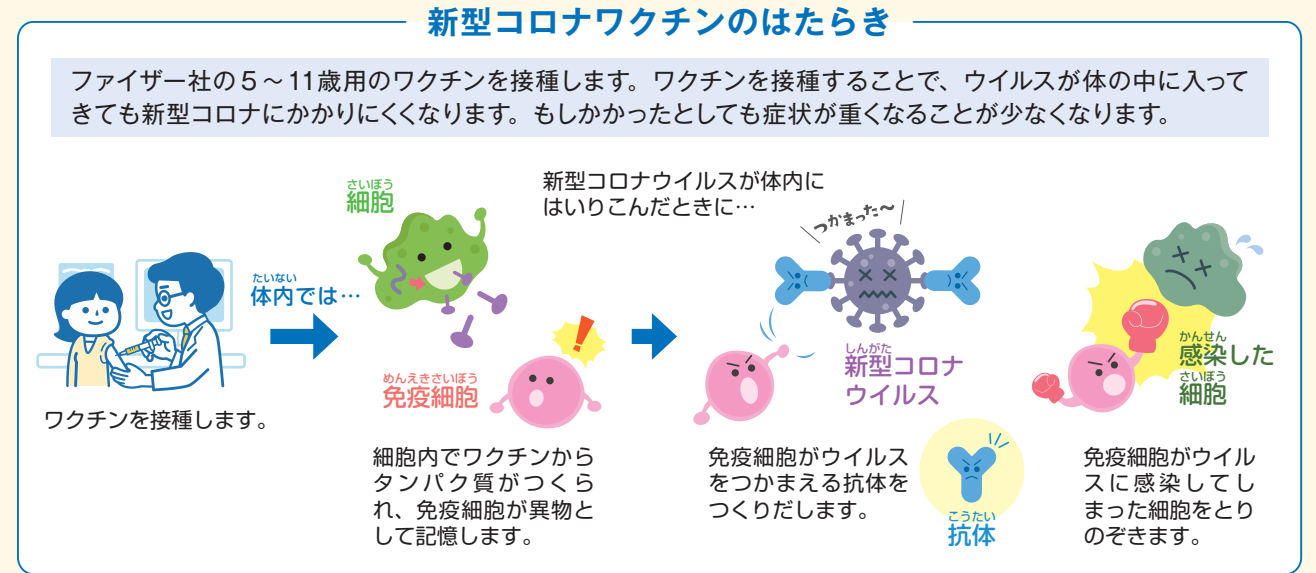 新型コロナワクチンのはたらき
ファイザー社の5～11歳用のワクチンを接種します。ワクチンを接種することで、ウイルスが体の中に入って
きても新型コロナにかかりにくくなります。もしかかったとしても症状が重くなることが少なくなります。
ワクチンを接種します。
たいない
体内では…
さいぼう
細胞
めんえきさいぼう
免疫細胞
細胞内でワクチンから
タンパク質がつくら
れ、免疫細胞が異物と
して記憶します。
新型コロナウイルスが体内に
はいりこんだときに…
つかまった～
しんがた
新型コロナ
ウイルス
免疫細胞がウイルス
をつかまえる抗体を
つくりだします。
こうたい
抗体
かんせん
感染した
さいぼう
細胞
免疫細胞がウイル
スに感染してし
まった細胞をとり
のぞきます。